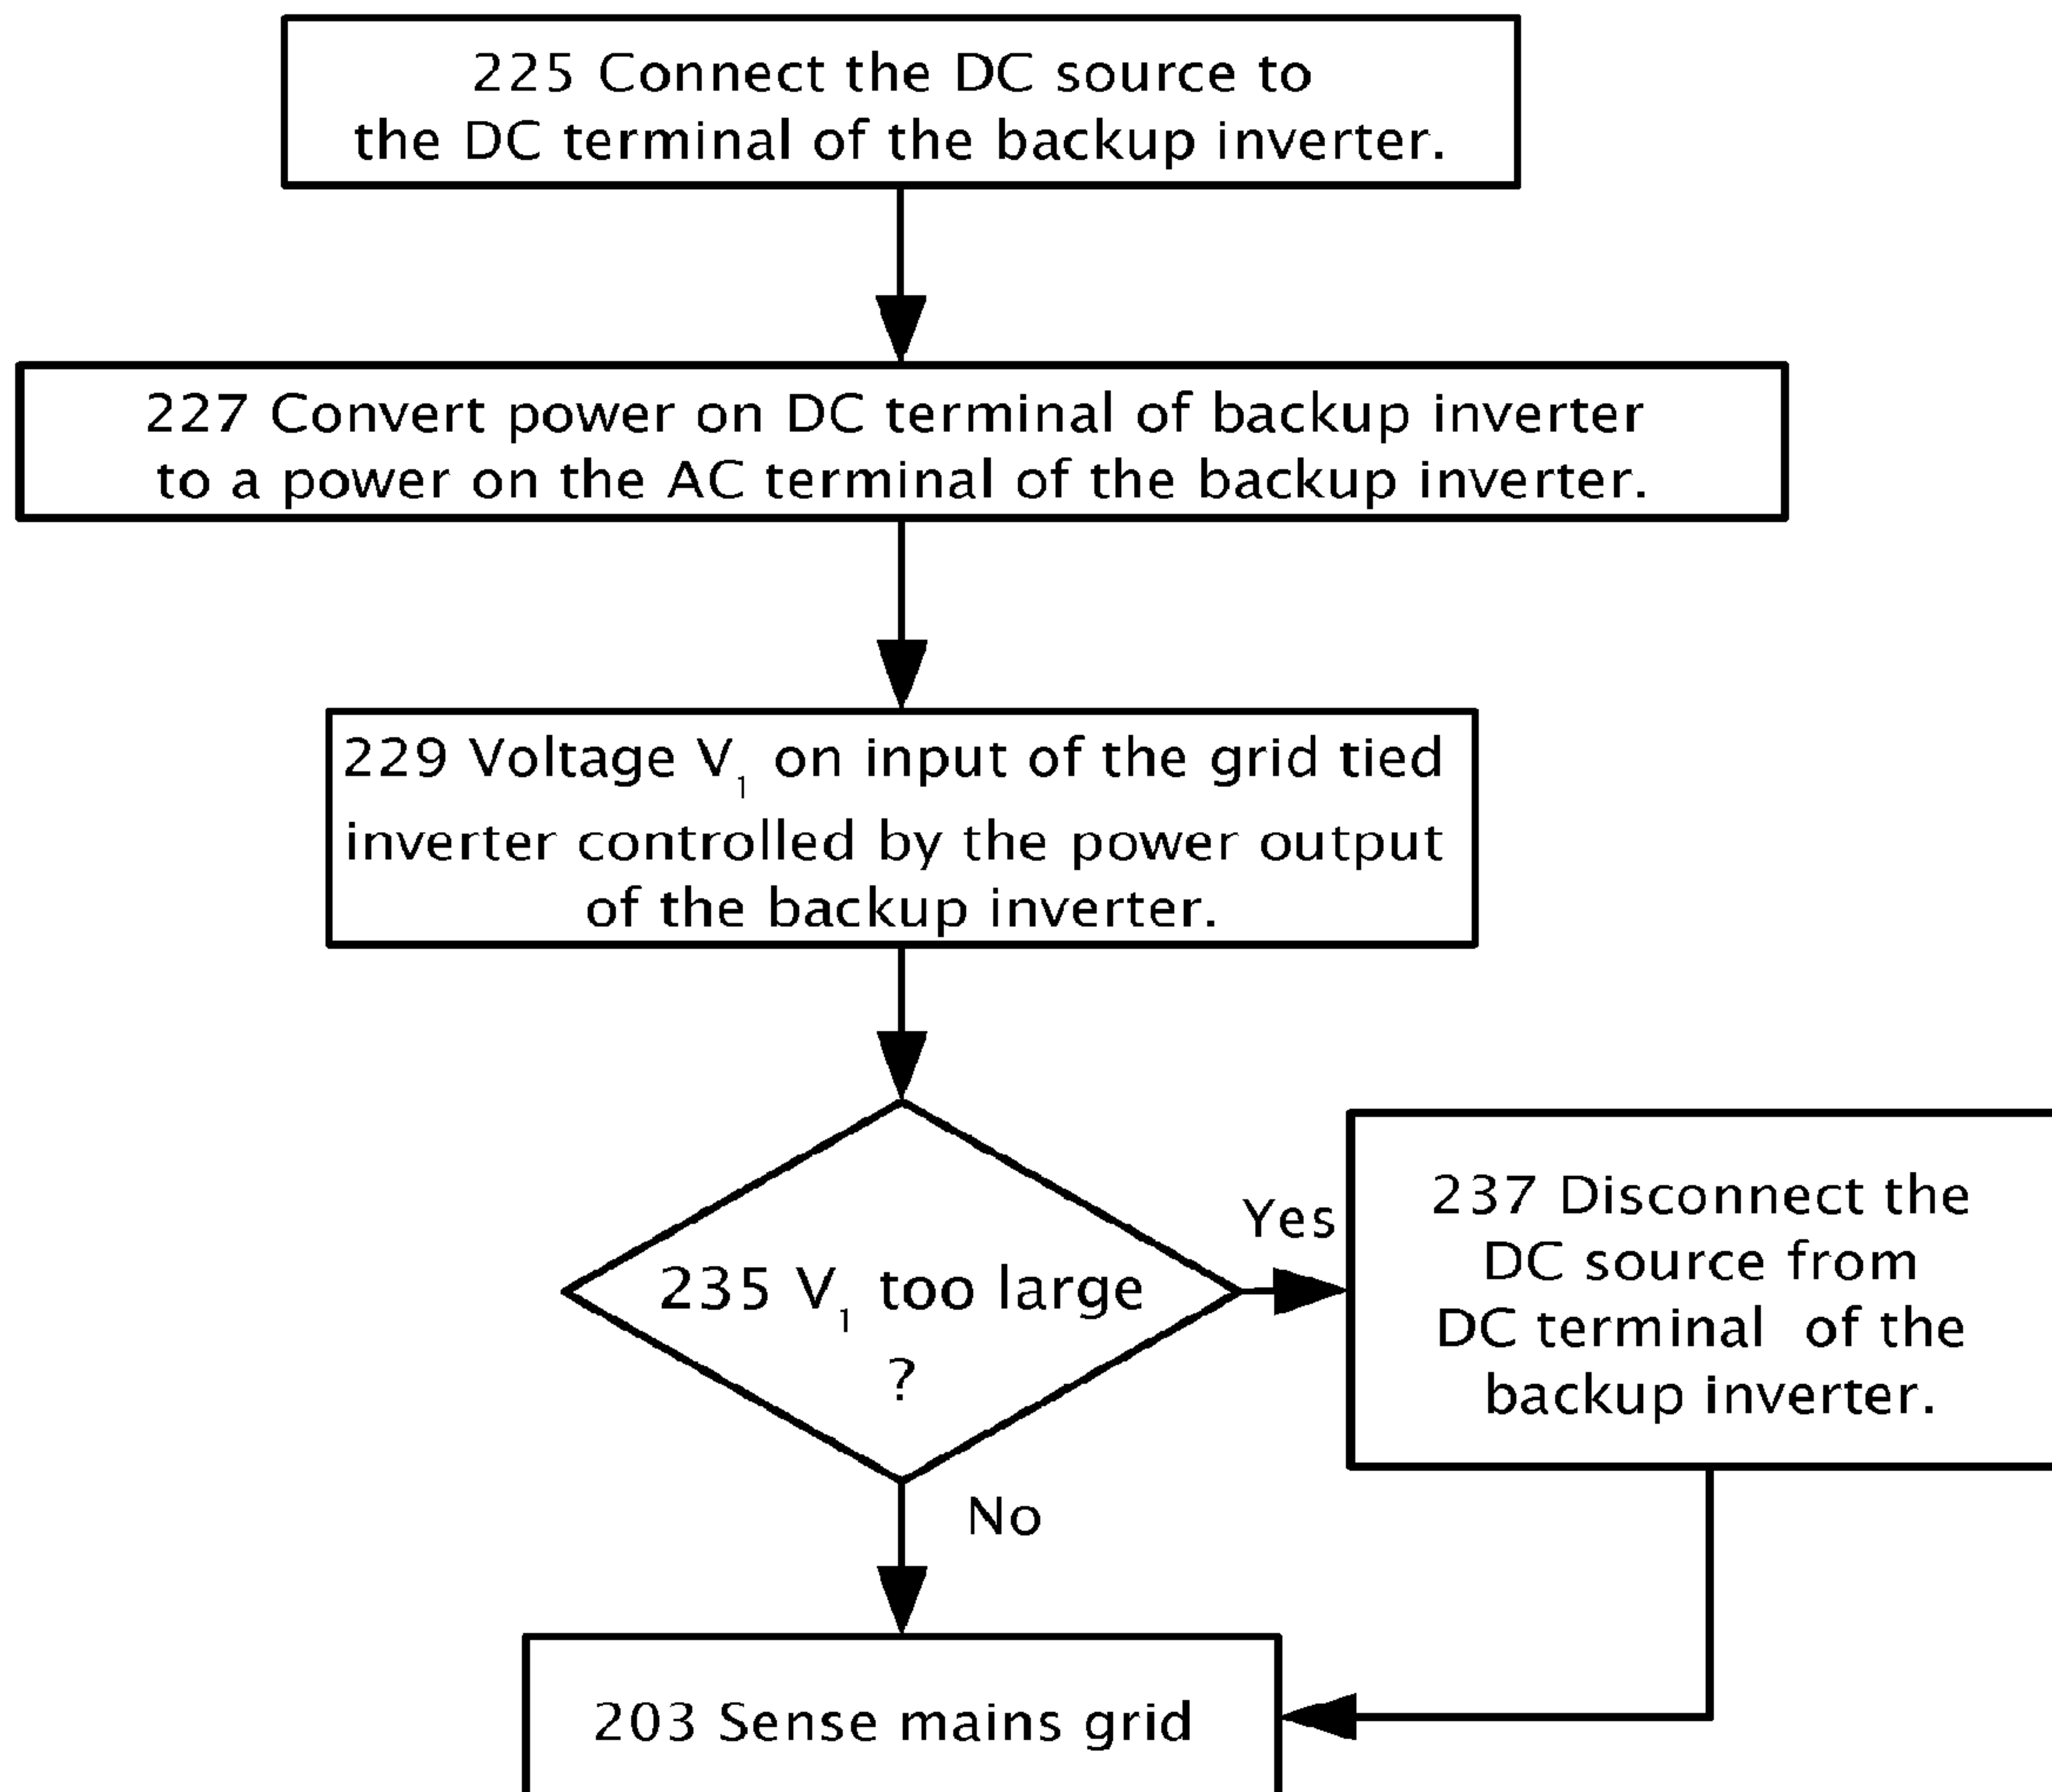 225 Connect the DC source to
the DC terminal of the backup inverter.
227 Convert power on DC terminal of backup inverter
to a power on the AC terminal of the backup inverter.
229 Voltage V₁ on input of the grid tied
inverter controlled by the power output
of the backup inverter.
235 V₁ too large
?
Yes
237 Disconnect the
DC source from
DC terminal of the
backup inverter.
No
203 Sense mains grid